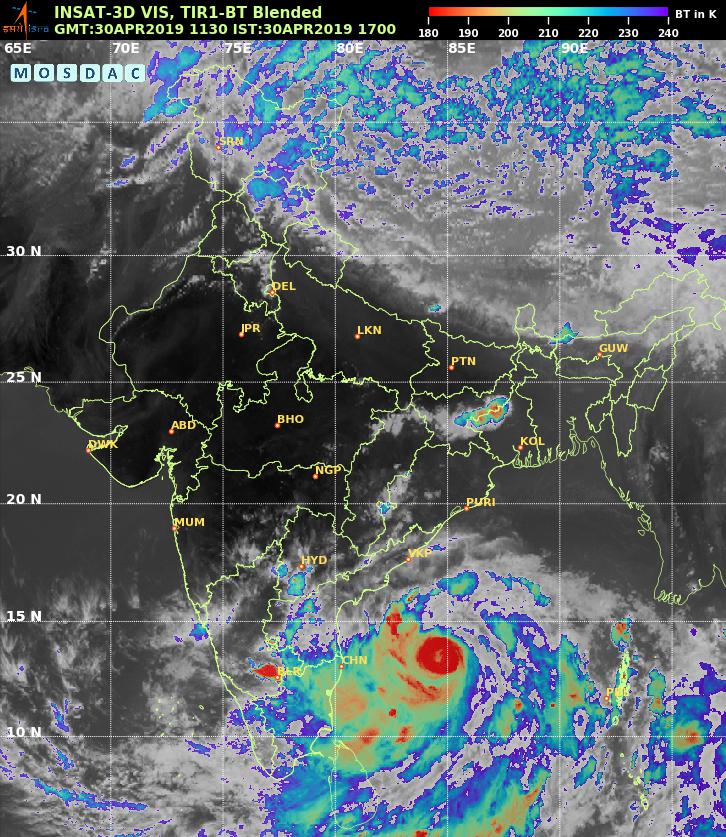 INSAT-3D VIS, TIR1-BT Blended
GMT:30APR2019 1130 IST:30APR2019 1700
BT in K
180 190 200 210 220 230 240
65E 70E 75E 80E 85E 90E
MOSDAC
SRN
30 N
DEL
JPR
LKN
GUW
PTN
25 N
ABD
BHO
DWK
KOL
NGP
20 N
PURI
MUM
VKP
HYD
15 N
CHN
BLR
10 N